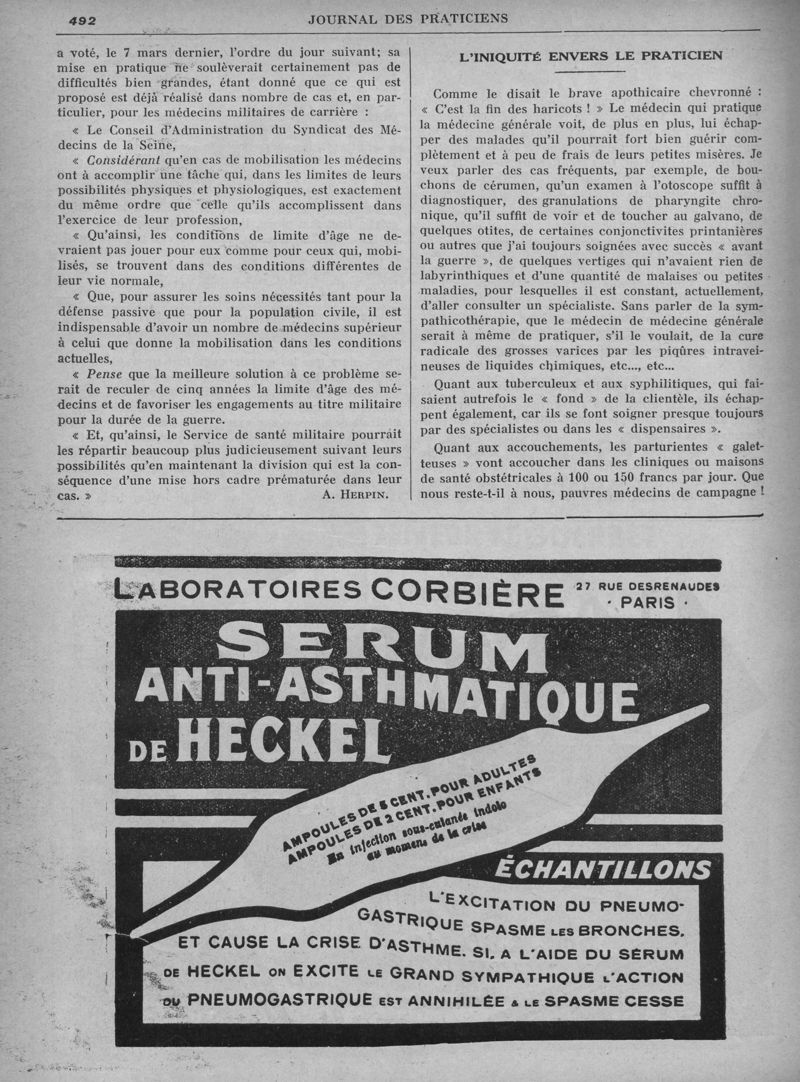 492
JOURNAL DES PRATICIENS
a voté, le 7 mars dernier, l'ordre du jour suivant; sa
mise en pratique ne soulèverait certainement pas de
difficultés bien grandes, étant donné que ce qui est
proposé est déjà réalisé dans nombre de cas et, en par-
ticulier, pour les médecins militaires de carrière :
« Le Conseil d'Administration du Syndicat des Mé-
decins de la Seine,
« Considérant qu'en cas de mobilisation les médecins
ont à accomplir une tâche qui, dans les limites de leurs
possibilités physiques et physiologiques, est exactement
du même ordre que celle qu'ils accomplissent dans
l'exercice de leur profession,
« Qu'ainsi, les conditions de limite d'âge ne de-
vraient pas jouer pour eux comme pour ceux qui, mobi-
lisés, se trouvent dans des conditions différentes de
leur vie normale,
« Que, pour assurer les soins nécessités tant pour la
défense passive que pour la population civile, il est
indispensable d'avoir un nombre de médecins supérieur
à celui que donne la mobilisation dans les conditions
actuelles,
« Pense que la meilleure solution à ce problème se-
rait de reculer de cinq années la limite d'âge des mé-
decins et de favoriser les engagements au titre militaire
pour la durée de la guerre.
« Et, qu'ainsi, le Service de santé militaire pourrait
les répartir beaucoup plus judicieusement suivant leurs
possibilités qu'en maintenant la division qui est la con-
séquence d'une mise hors cadre prématurée dans leur
cas. » A. HERPIN.
L'INIQUITÉ ENVERS LE PRATICIEN
Comme le disait le brave apothicaire chevronné :
« C'est la fin des haricots ! » Le médecin qui pratique
la médecine générale voit, de plus en plus, lui échap-
per des malades qu'il pourrait fort bien guérir com-
plètement et à peu de frais de leurs petites misères. Je
veux parler des cas fréquents, par exemple, de bou-
chons de cérumen, qu'un examen à l'otoscope suffit à
diagnostiquer, des granulations de pharyngite chro-
nique, qu'il suffit de voir et de toucher au galvano, de
quelques otites, de certaines conjonctivites printanières
ou autres que j'ai toujours soignées avec succès « avant
la guerre », de quelques vertiges qui n'avaient rien de
labyrinthiques et d'une quantité de malaises ou petites
maladies, pour lesquelles il est constant, actuellement,
d'aller consulter un spécialiste. Sans parler de la sym-
pathicothérapie, que le médecin de médecine générale
serait à même de pratiquer, s'il le voulait, de la cure
radicale des grosses varices par les piqûres intravei-
neuses de liquides chimiques, etc..., etc...
Quant aux tuberculeux et aux syphilitiques, qui fai-
saient autrefois le « fond » de la clientèle, ils échap-
pent également, car ils se font soigner presque toujours
par des spécialistes ou dans les « dispensaires ».
Quant aux accouchements, les parturientes « galet-
teuses » vont accoucher dans les cliniques ou maisons
de santé obstétricales à 100 ou 150 francs par jour. Que
nous reste-t-il à nous, pauvres médecins de campagne !
LABORATOIRES CORBIÈRE
27 RUE DESRENAUDES
· PARIS ·
SERUM
ANTI-ASTHMATIQUE
DE HECKEL
AMPOULES DE 5 CENT. POUR ADULTES
AMPOULES DE 2 CENT. POUR ENFANTS
En injection sous-cutanée indolo
au moment de la crise
ÉCHANTILLONS
L'EXCITATION DU PNEUMO-
GASTRIQUE SPASME LES BRONCHES,
ET CAUSE LA CRISE D'ASTHME. SI, A L'AIDE DU SÉRUM
DE HECKEL ON EXCITE LE GRAND SYMPATHIQUE L'ACTION
DU PNEUMOGASTRIQUE EST ANNIHILÉE & LE SPASME CESSE